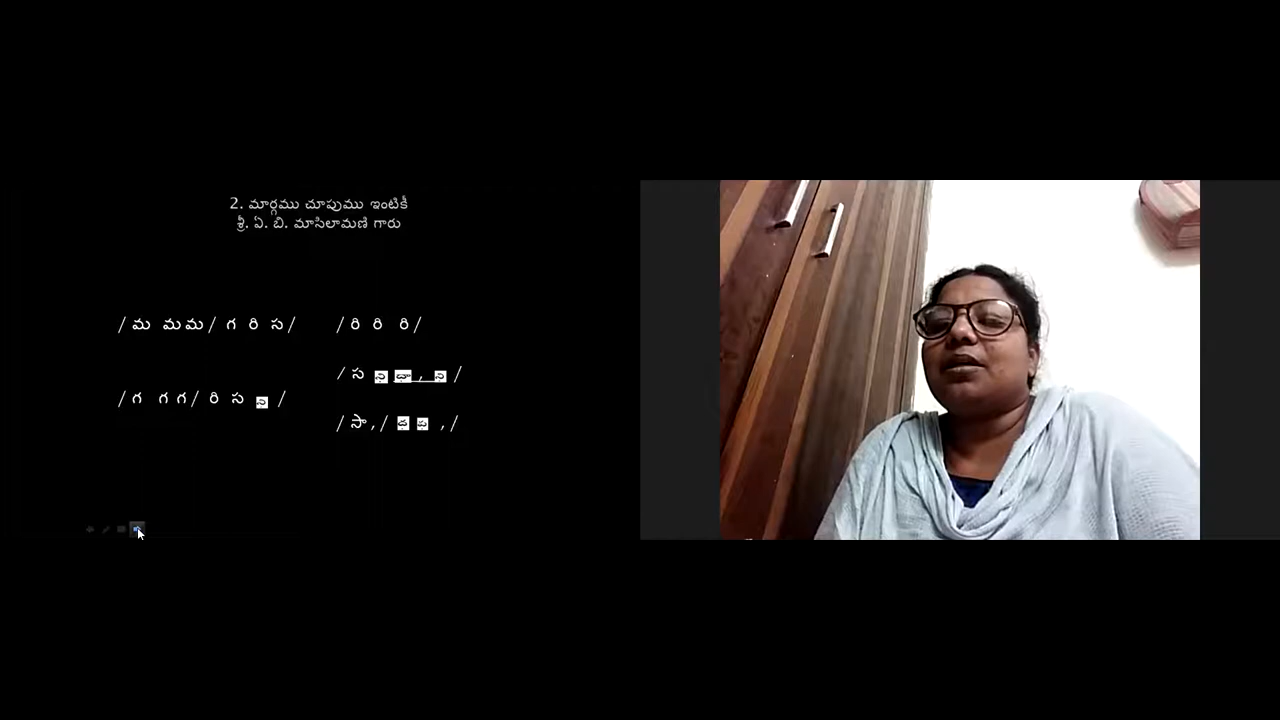 2. మార్గము చూపుము ఇంటికీ
శ్రీ. ఏ. బి. మాసిలామణి గారు
/ మ మమ / గ రి స /
/ రి రి రి /
/ స ని దా , ని /
/ గ గగ / రి స ని /
/ సా , / ద ప , /